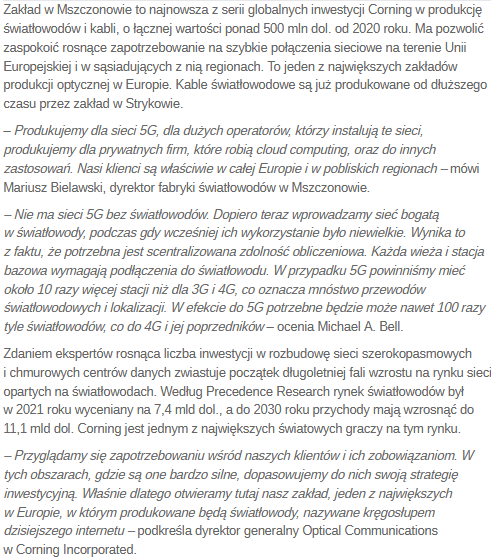 Zakład w Mszczonowie to najnowsza z serii globalnych inwestycji Corning w produkcję
światłowodów i kabli, o łącznej wartości ponad 500 mln dol. od 2020 roku. Ma pozwolić
zaspokoić rosnące zapotrzebowanie na szybkie połączenia sieciowe na terenie Unii
Europejskiej i w sąsiadujących z nią regionach. To jeden z największych zakładów
produkcji optycznej w Europie. Kable światłowodowe są już produkowane od dłuższego
czasu przez zakład w Strykowie.
– Produkujemy dla sieci 5G, dla dużych operatorów, którzy instalują te sieci,
produkujemy dla prywatnych firm, które robią cloud computing, oraz do innych
zastosowań. Nasi klienci są właściwie w całej Europie i w pobliskich regionach – mówi
Mariusz Bielawski, dyrektor fabryki światłowodów w Mszczonowie.
– Nie ma sieci 5G bez światłowodów. Dopiero teraz wprowadzamy sieć bogatą
w światłowody, podczas gdy wcześniej ich wykorzystanie było niewielkie. Wynika to
z faktu, że potrzebna jest scentralizowana zdolność obliczeniowa. Każda wieża i stacja
bazowa wymagają podłączenia do światłowodu. W przypadku 5G powinniśmy mieć
około 10 razy więcej stacji niż dla 3G i 4G, co oznacza mnóstwo przewodów
światłowodowych i lokalizacji. W efekcie do 5G potrzebne będzie może nawet 100 razy
tyle światłowodów, co do 4G i jej poprzedników – ocenia Michael A. Bell.
Zdaniem ekspertów rosnąca liczba inwestycji w rozbudowę sieci szerokopasmowych
i chmurowych centrów danych zwiastuje początek długoletniej fali wzrostu na rynku sieci
opartych na światłowodach. Według Precedence Research rynek światłowodów był
w 2021 roku wyceniany na 7,4 mld dol., a do 2030 roku przychody mają wzrosnąć do
11,1 mld dol. Corning jest jednym z największych światowych graczy na tym rynku.
– Przyglądamy się zapotrzebowaniu wśród naszych klientów i ich zobowiązaniom. W
tych obszarach, gdzie są one bardzo silne, dopasowujemy do nich swoją strategię
inwestycyjną. Właśnie dlatego otwieramy tutaj nasz zakład, jeden z największych
w Europie, w którym produkowane będą światłowody, nazywane kręgosłupem
dzisiejszego internetu – podkreśla dyrektor generalny Optical Communications
w Corning Incorporated.